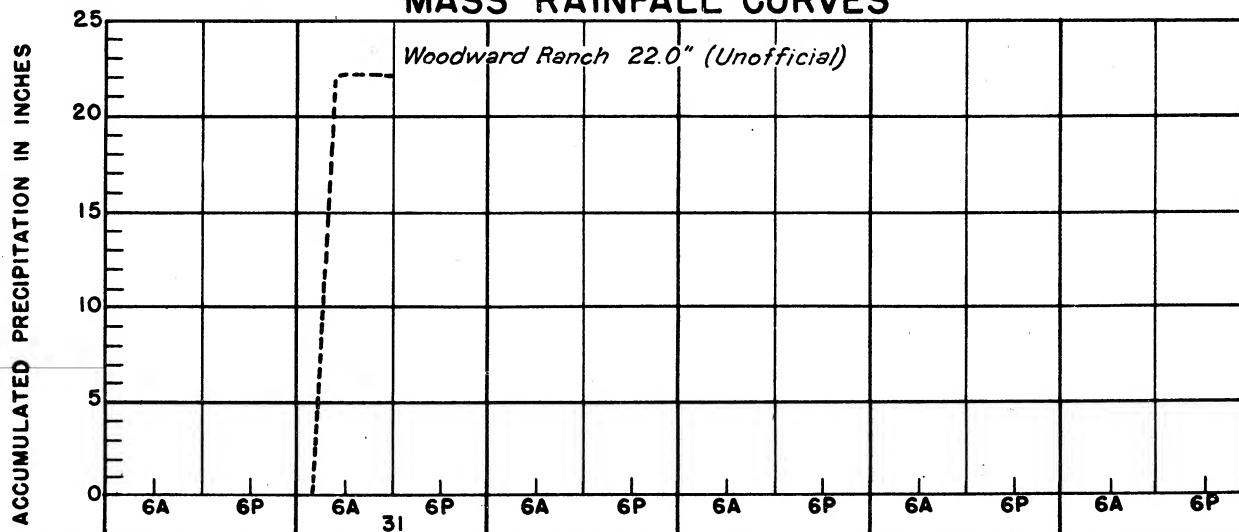 MASS RAINFALL CURVES
ACCUMULATED PRECIPITATION IN INCHES
25
20
15
10
5
0
Woodward Ranch 22.0" (Unofficial)
6A 6P 6A 6P 6A 6P 6A 6P 6A 6P 6A 6P
31